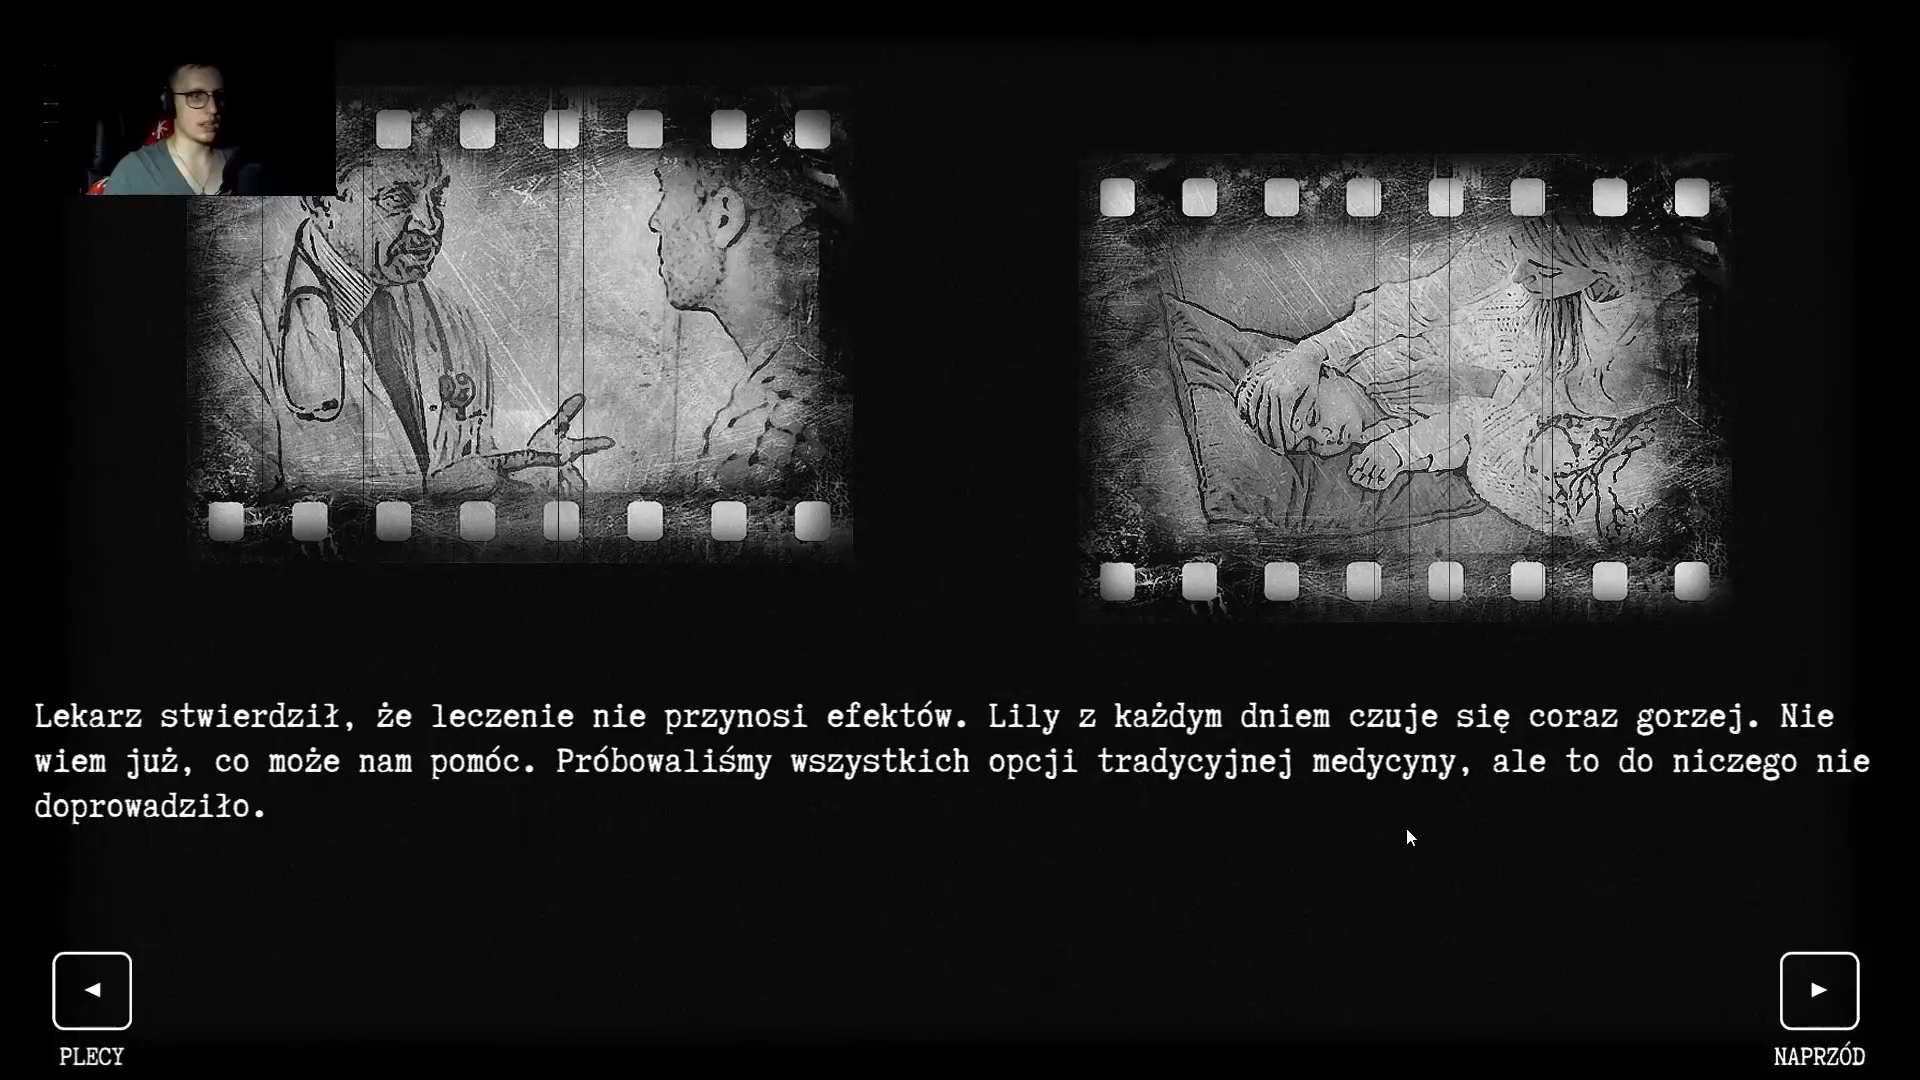 Lekarz stwierdził, że leczenie nie przynosi efektów. Lily z każdym dniem czuje się coraz gorzej. Nie
wiem już, co może nam pomóc. Próbowaliśmy wszystkich opcji tradycyjnej medycyny, ale to do niczego nie
doprowadziło.
PLECY
NAPRZÓD